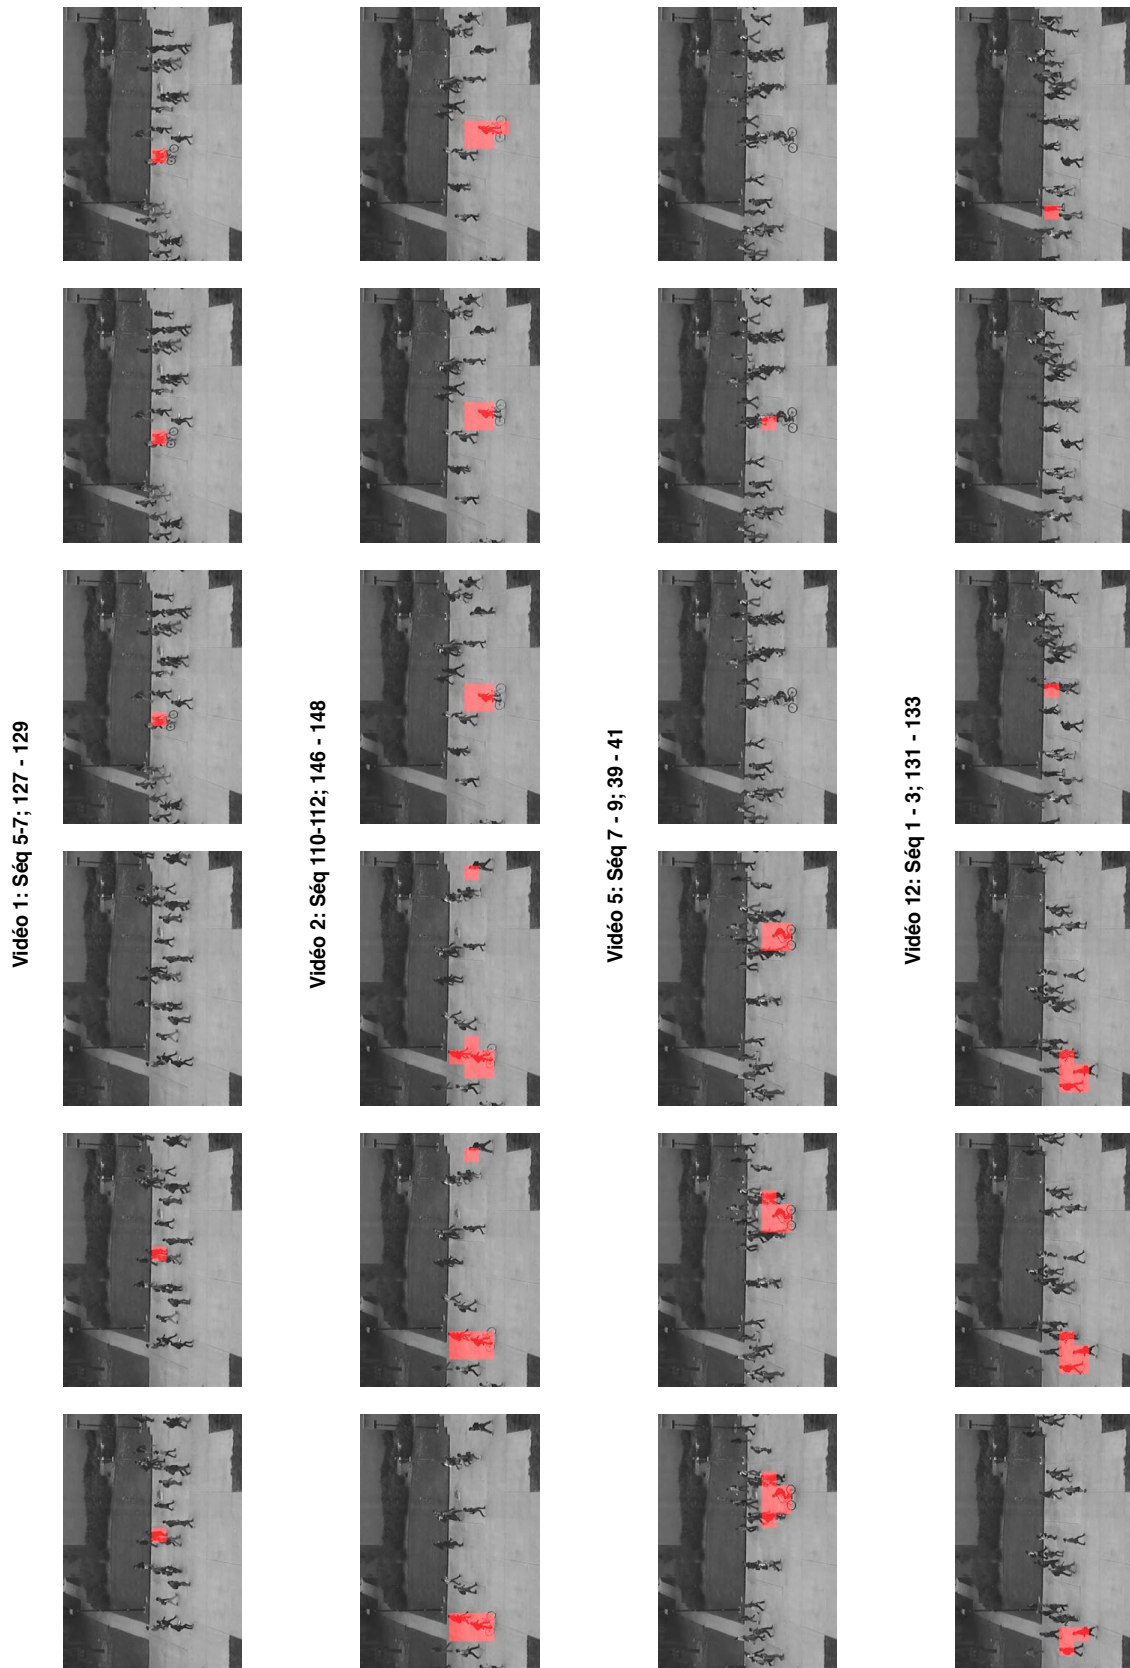 Vidéo 1: Séq 5-7; 127 - 129
Vidéo 2: Séq 110-112; 146 - 148
Vidéo 5: Séq 7 - 9; 39 - 41
Vidéo 12: Séq 1 - 3; 131 - 133